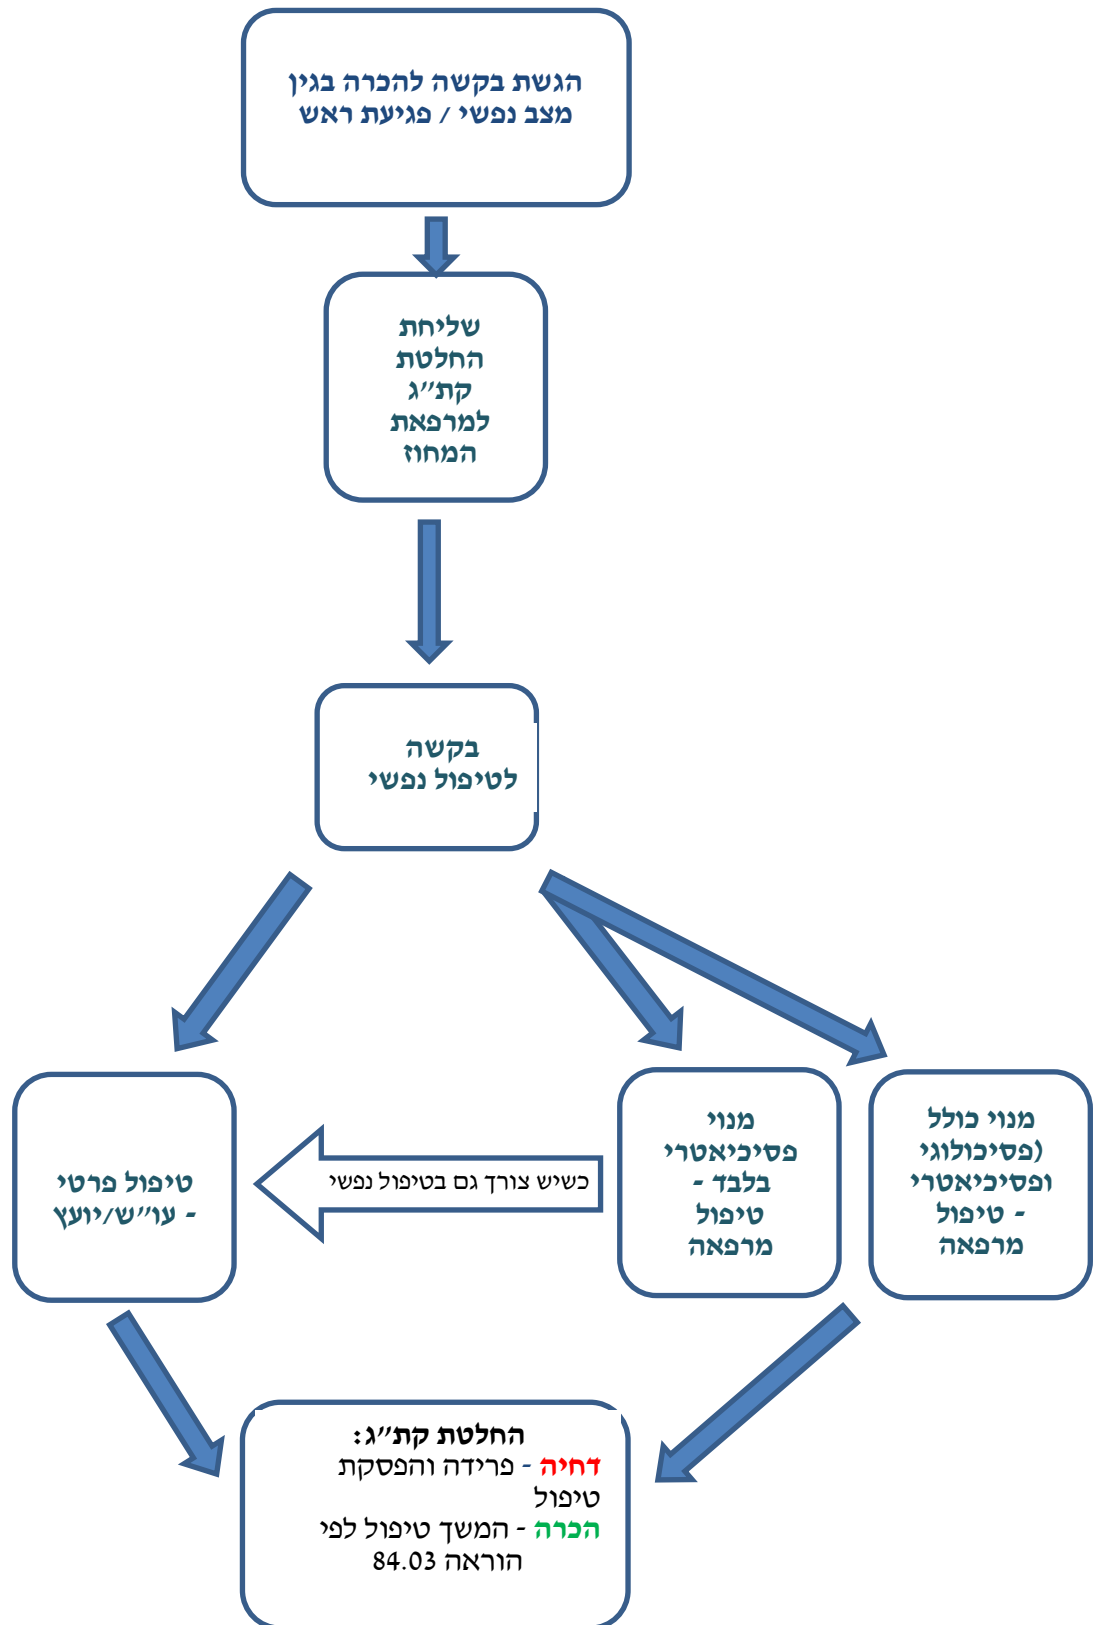 הגשת בקשה להכרה בגין
מצב נפשי / פגיעת ראש
שליחת
החלטת
קת״ג
למרפאת
המחוז
בקשה
לטיפול נפשי
מנוי כולל
(פסיכולוגי
ופסיכיאטרי
- טיפול
מרפאה
מנוי
פסיכיאטרי
בלבד -
טיפול
מרפאה
כשיש צורך גם בטיפול נפשי
טיפול פרטי
- עו״ש/יועץ
החלטת קת״ג:
דחיה - פרידה והפסקת
טיפול
הכרה - המשך טיפול לפי
הוראה 84.03